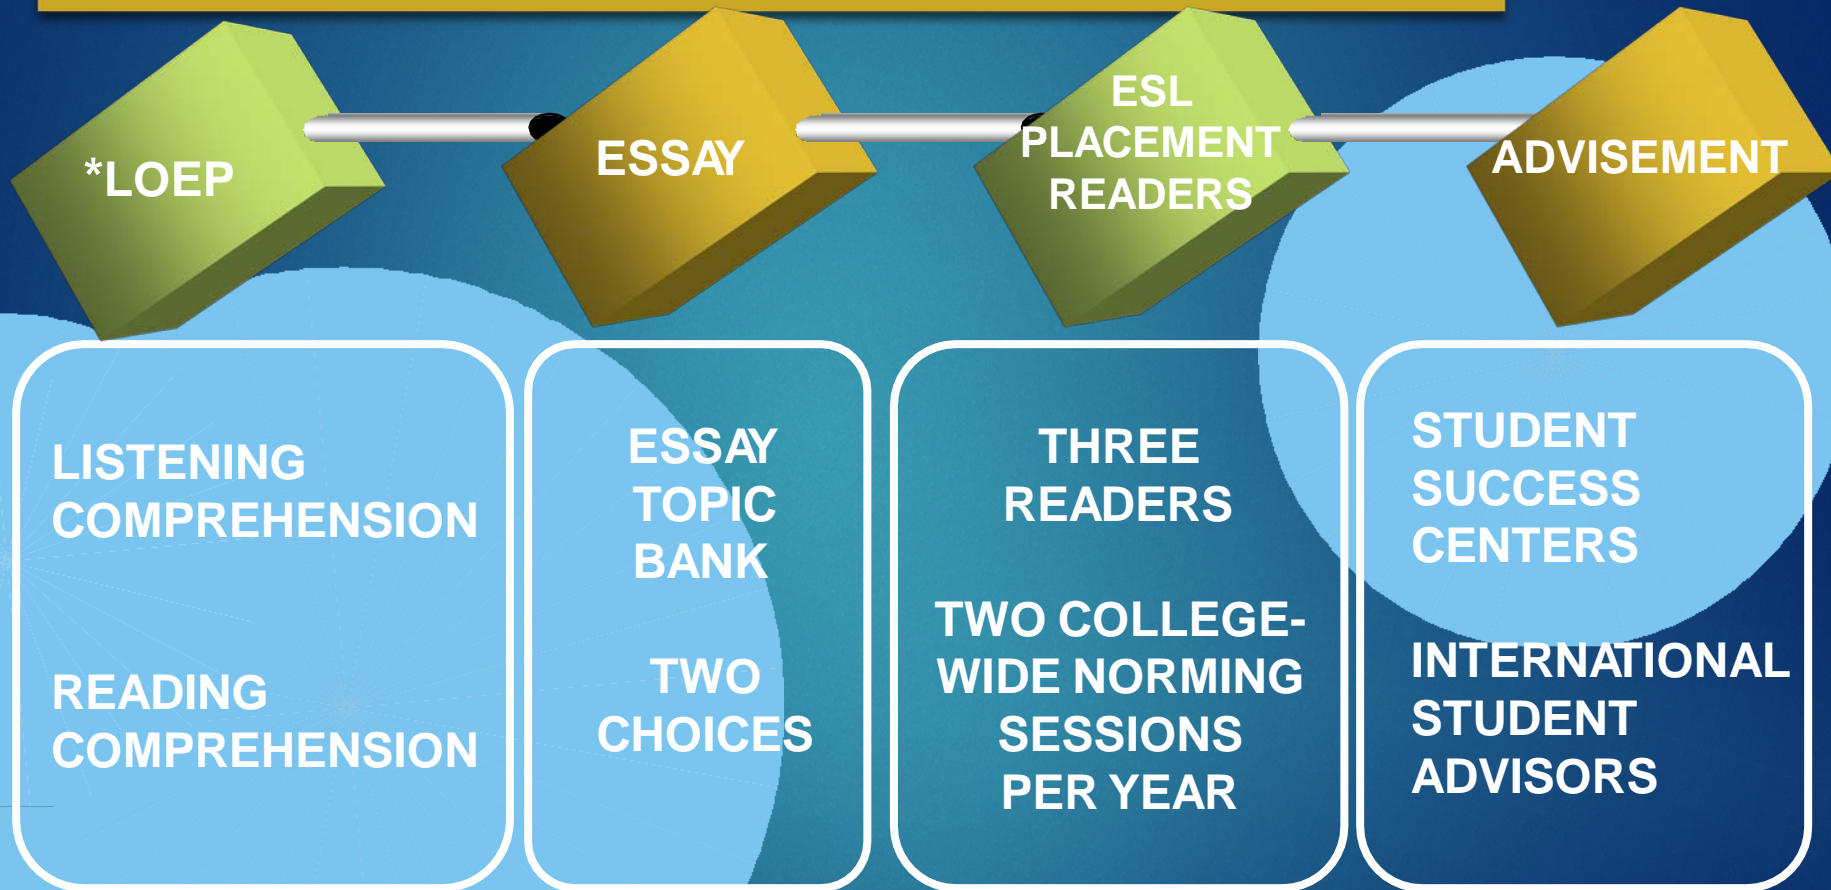 *LOEP
ESSAY
ESL
PLACEMENT
READERS
ADVISEMENT
LISTENING
COMPREHENSION
READING
COMPREHENSION
ESSAY
TOPIC
BANK
TWO
CHOICES
THREE
READERS
TWO COLLEGE-
WIDE NORMING
SESSIONS
PER YEAR
STUDENT
SUCCESS
CENTERS
INTERNATIONAL
STUDENT
ADVISORS